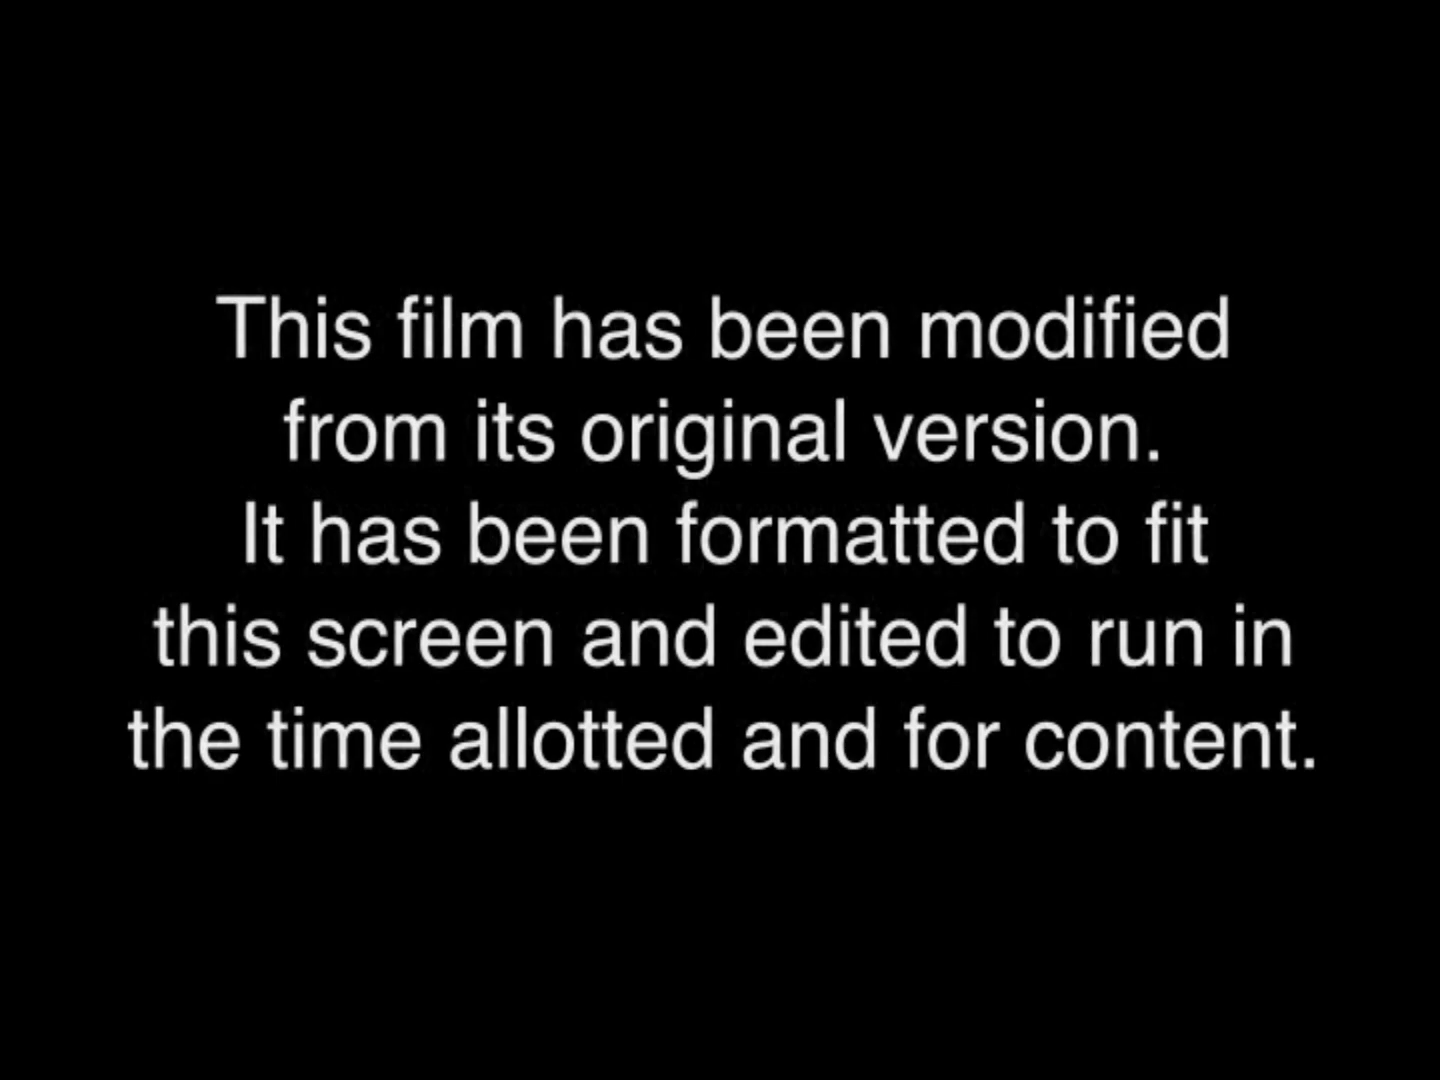 This film has been modified
from its original version.
It has been formatted to fit
this screen and edited to run in
the time allotted and for content.